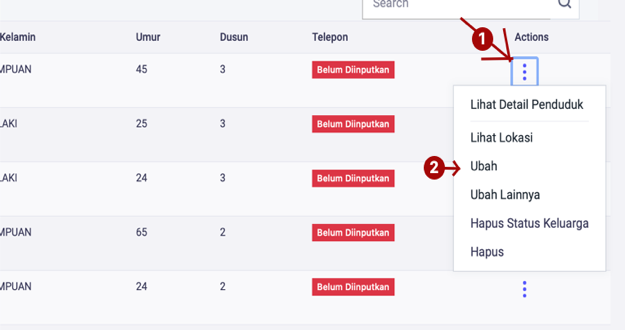 Search
Kelamin Umur Dusun Telepon Actions
1
MPUAN 45 3 Belum Diinputkan
Lihat Detail Penduduk
LAKI 25 3 Belum Diinputkan
Lihat Lokasi
2
Ubah
LAKI 24 3 Belum Diinputkan
Ubah Lainnya
Hapus Status Keluarga
MPUAN 65 2 Belum Diinputkan
Hapus
MPUAN 24 2 Belum Diinputkan